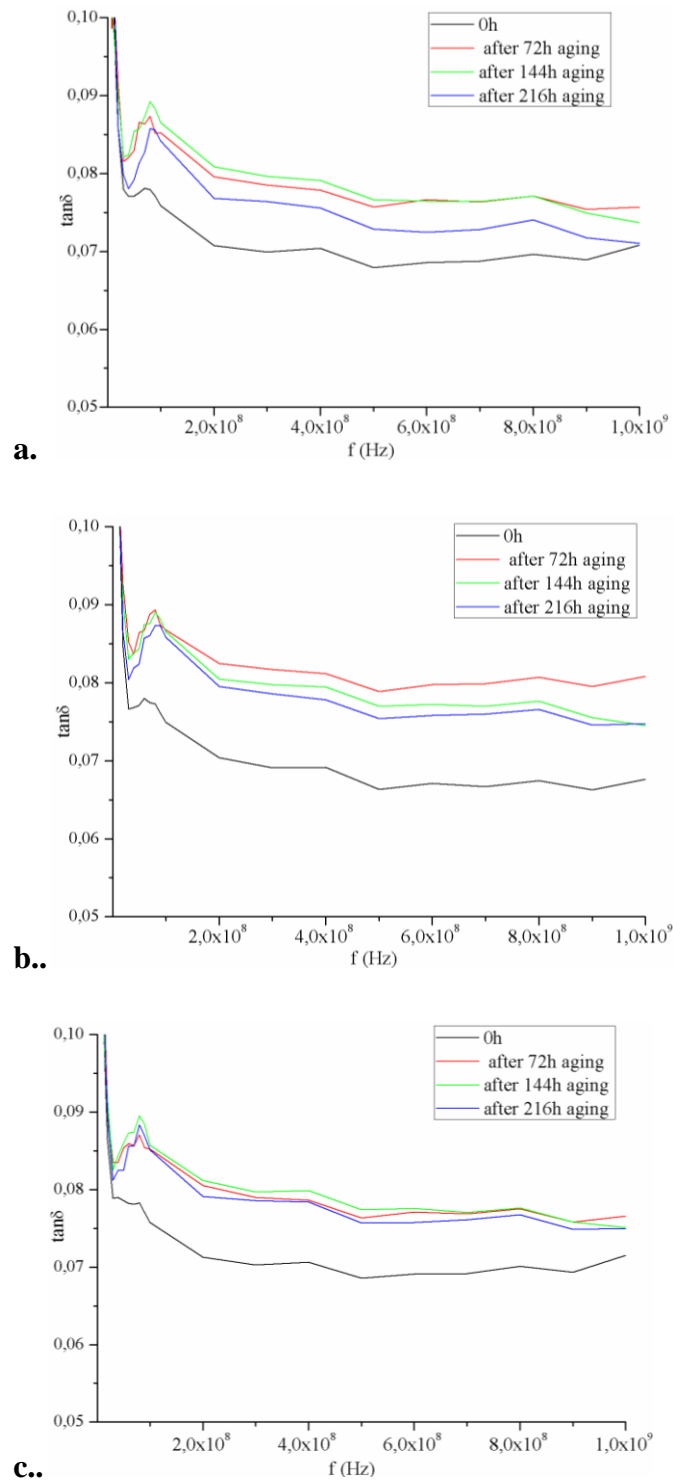 0h
after 72h aging
after 144h aging
after 216h aging
0,10
0,09
0,08
0,07
0,06
0,05
tanδ
2,0x10⁸ 4,0x10⁸ 6,0x10⁸ 8,0x10⁸ 1,0x10⁹
f (Hz)
a.
0h
after 72h aging
after 144h aging
after 216h aging
0,10
0,09
0,08
0,07
0,06
0,05
tanδ
2,0x10⁸ 4,0x10⁸ 6,0x10⁸ 8,0x10⁸ 1,0x10⁹
f (Hz)
b..
0h
after 72h aging
after 144h aging
after 216h aging
0,10
0,09
0,08
0,07
0,06
0,05
tanδ
2,0x10⁸ 4,0x10⁸ 6,0x10⁸ 8,0x10⁸ 1,0x10⁹
f (Hz)
c..